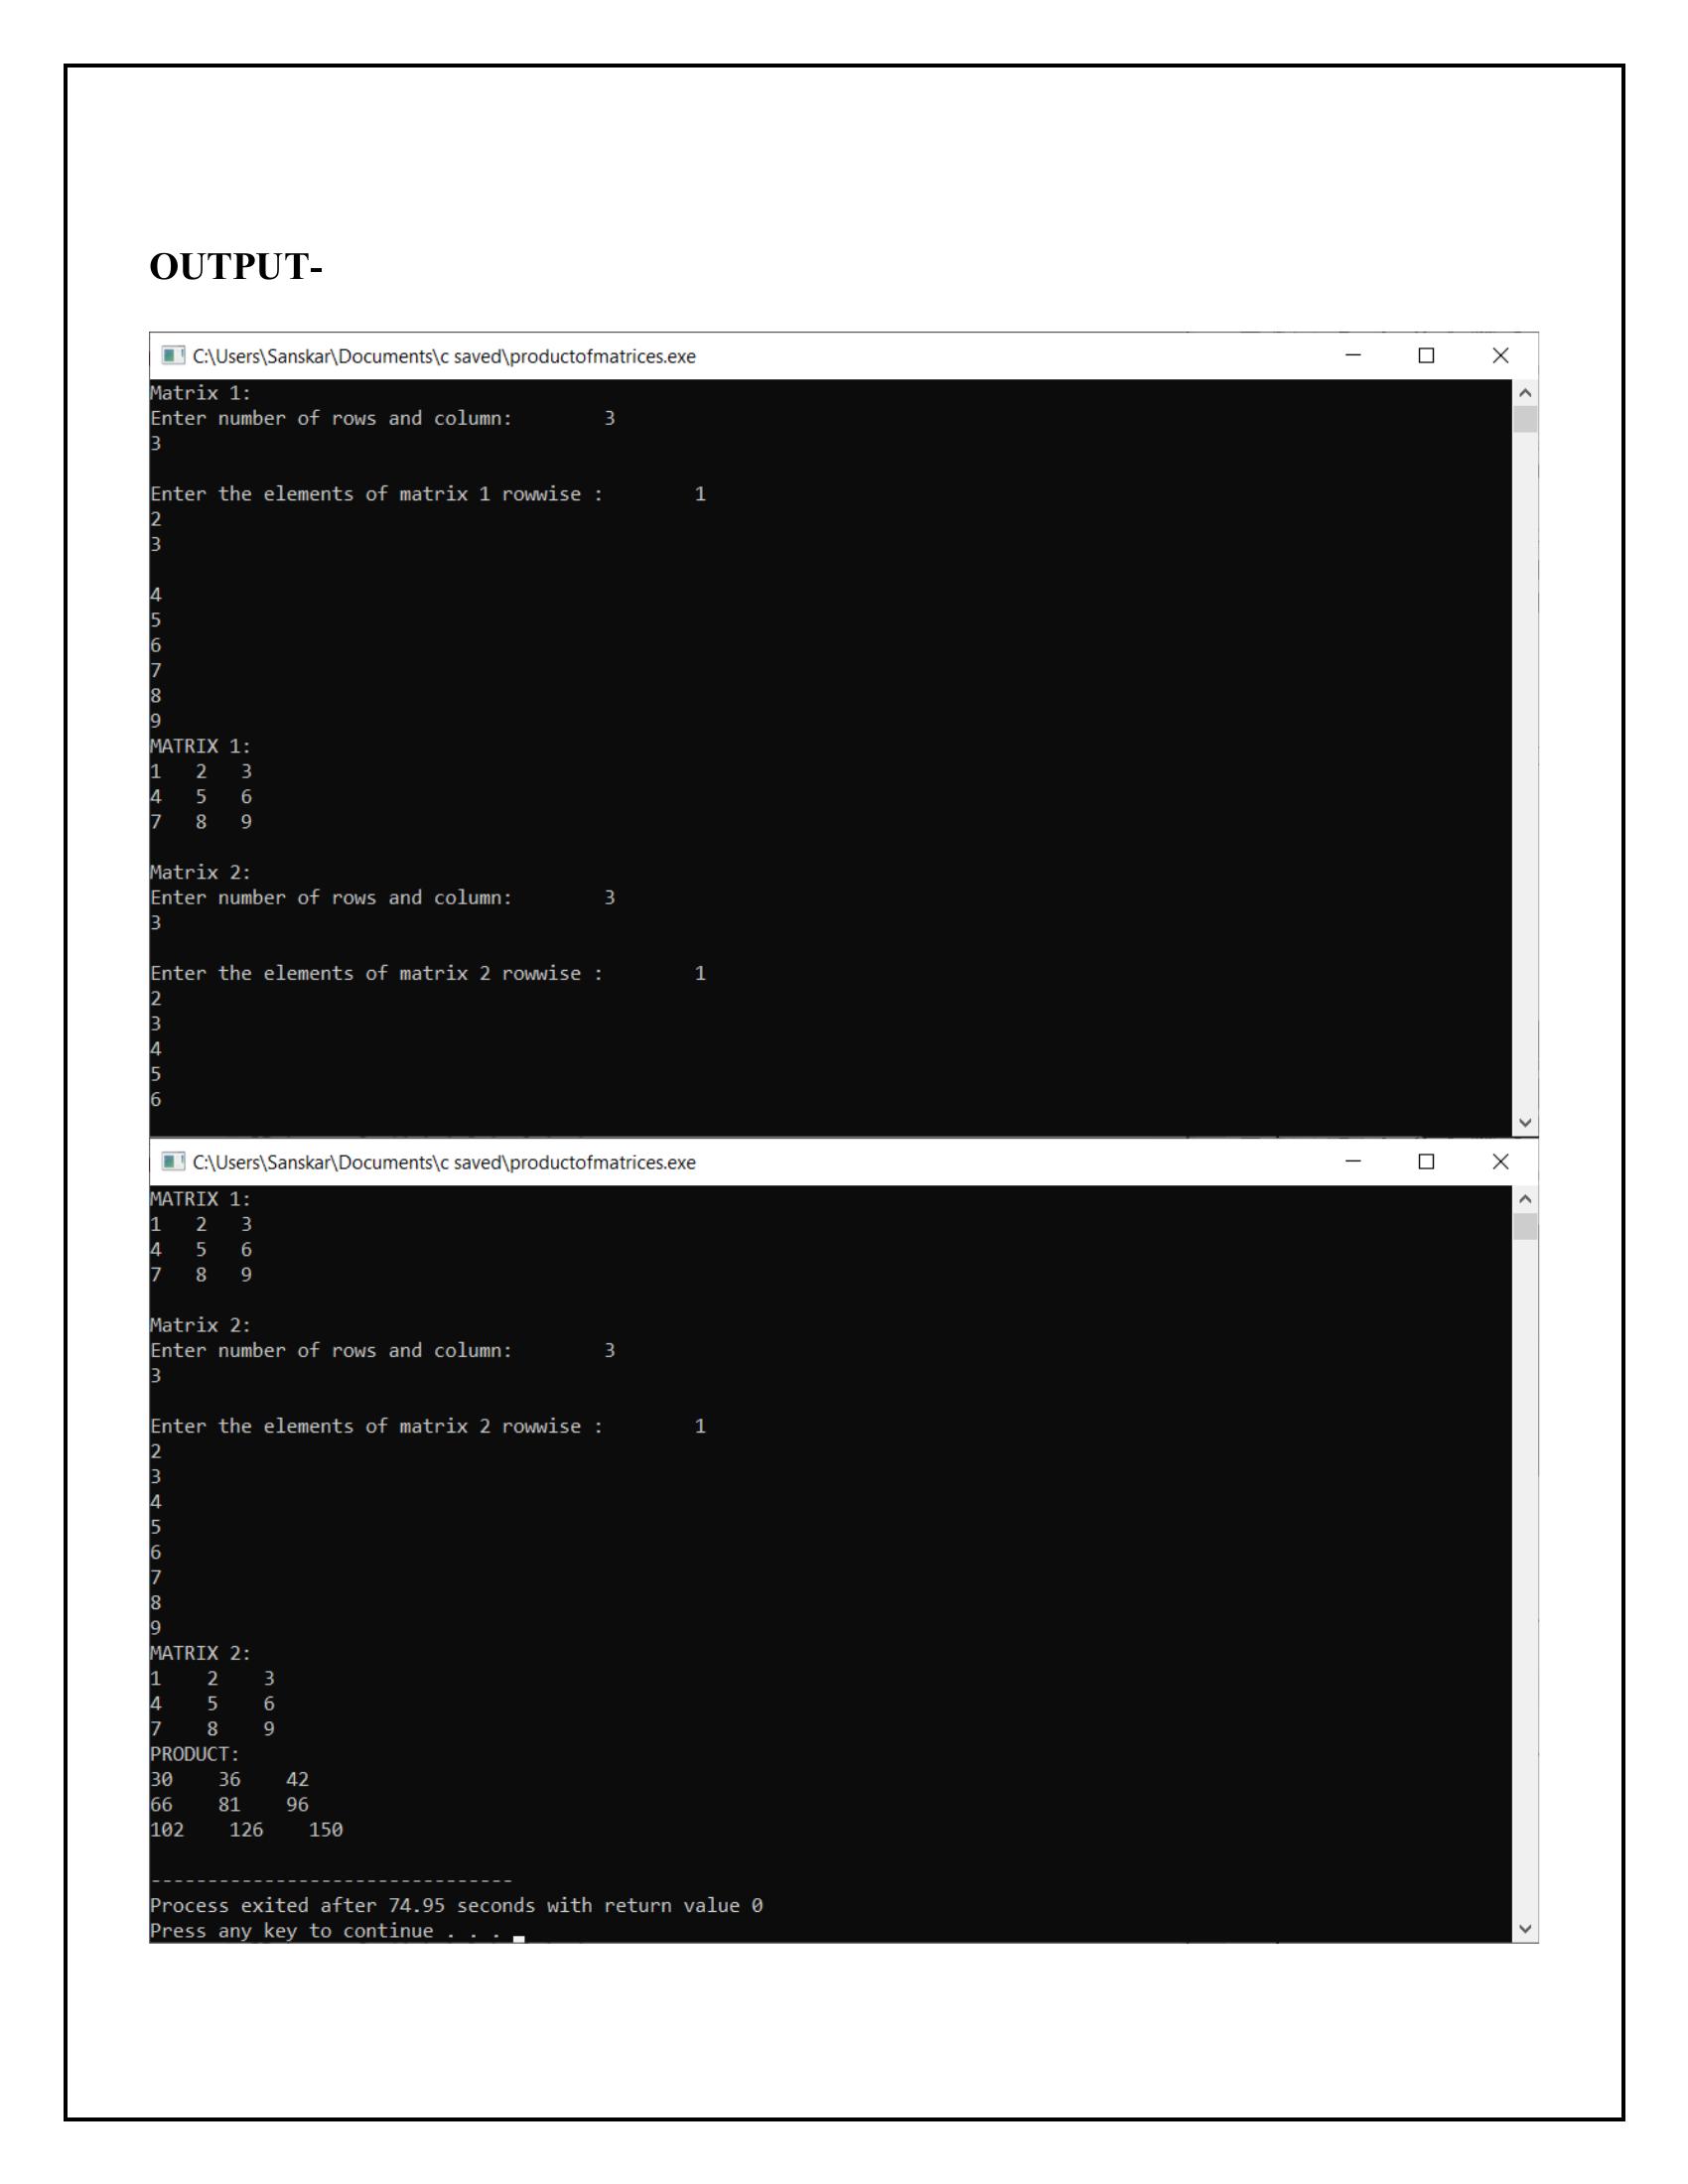 OUTPUT-
C:\Users\Sanskar\Documents\c saved\productofmatrices.exe
Matrix 1:
Enter number of rows and column:        3
3
Enter the elements of matrix 1 rowwise :        1
2
3
4
5
6
7
8
9
MATRIX 1:
1   2   3
4   5   6
7   8   9
Matrix 2:
Enter number of rows and column:        3
3
Enter the elements of matrix 2 rowwise :        1
2
3
4
5
6
C:\Users\Sanskar\Documents\c saved\productofmatrices.exe
MATRIX 1:
1   2   3
4   5   6
7   8   9
Matrix 2:
Enter number of rows and column:        3
3
Enter the elements of matrix 2 rowwise :        1
2
3
4
5
6
7
8
9
MATRIX 2:
1    2    3
4    5    6
7    8    9
PRODUCT:
30    36    42
66    81    96
102    126    150
--------------------------------
Process exited after 74.95 seconds with return value 0
Press any key to continue . . .